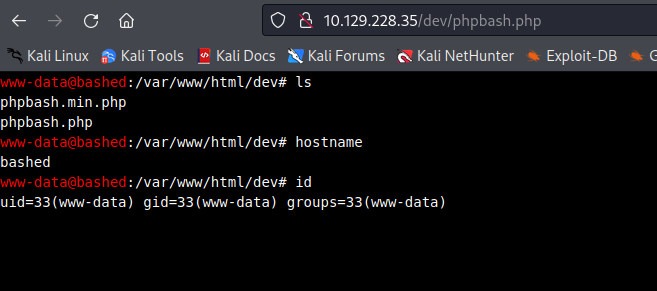 10.129.228.35/dev/phpbash.php
Kali Linux Kali Tools Kali Docs Kali Forums Kali NetHunter Exploit-DB
www-data@bashed:/var/www/html/dev# ls
phpbash.min.php
phpbash.php
www-data@bashed:/var/www/html/dev# hostname
bashed
www-data@bashed:/var/www/html/dev# id
uid=33(www-data) gid=33(www-data) groups=33(www-data)